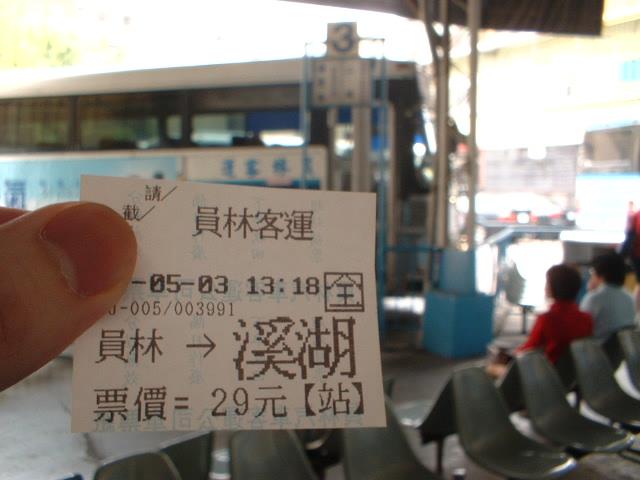 3
請
截
員林客運
-05-03 13:18 全
-005/003991
員林 → 溪湖
票價= 29元【站】